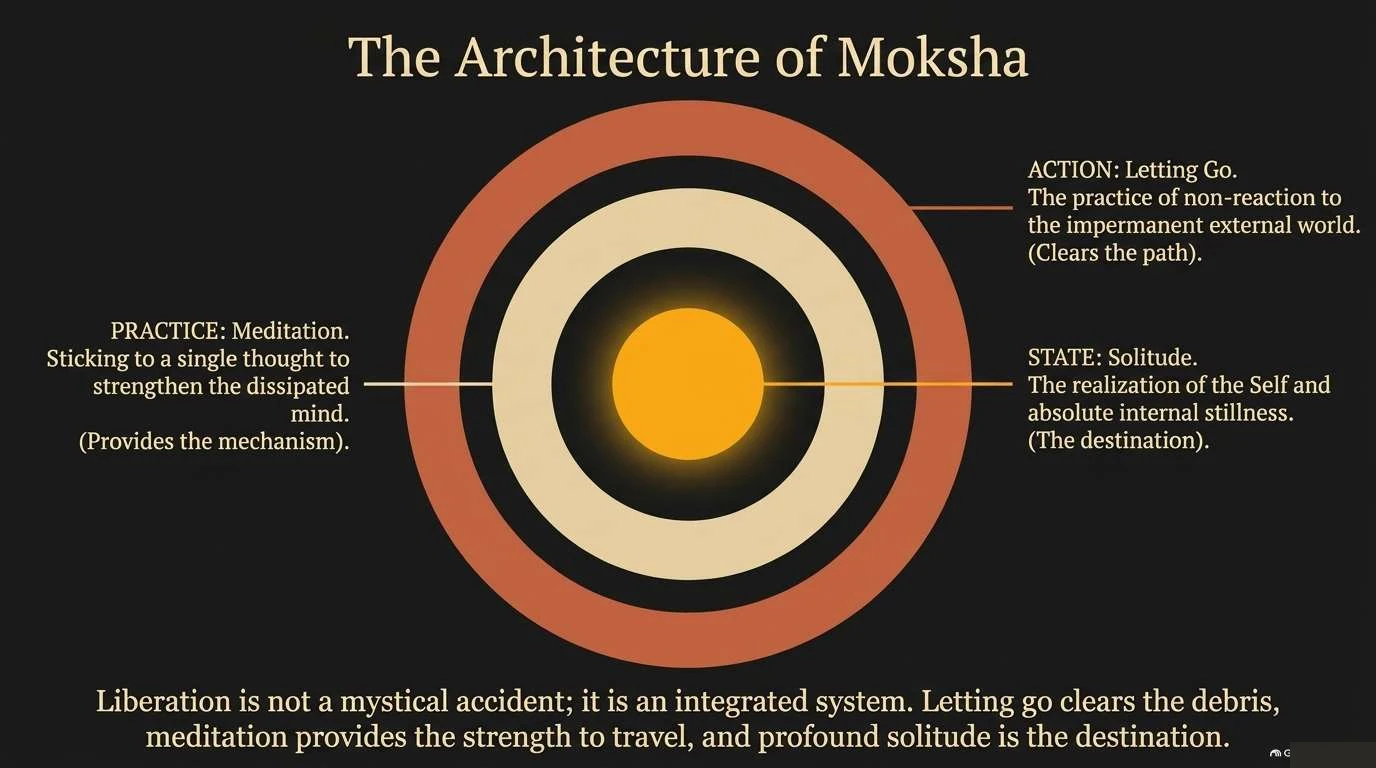 The Architecture of Moksha
ACTION: Letting Go.
The practice of non-reaction to
the impermanent external world.
(Clears the path).
PRACTICE: Meditation.
Sticking to a single thought to
strengthen the dissipated
mind.
(Provides the mechanism).
STATE: Solitude.
The realization of the Self and
absolute internal stillness.
(The destination).
Liberation is not a mystical accident; it is an integrated system. Letting go clears the debris,
meditation provides the strength to travel, and profound solitude is the destination.